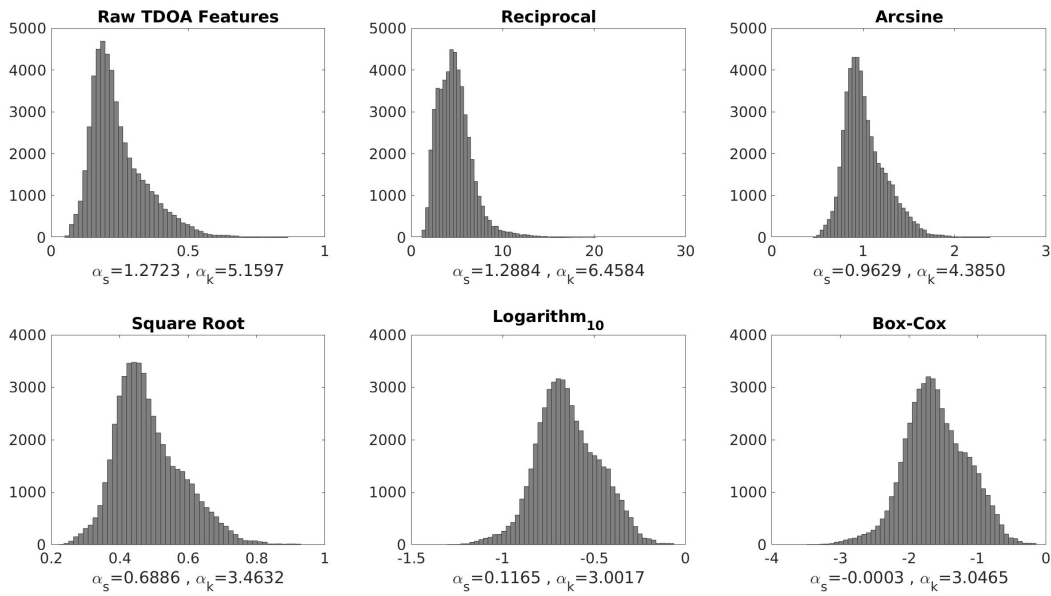 Raw TDOA Features
5000
4000
3000
2000
1000
0
0 0.5 1
αs=1.2723 , αk=5.1597
Reciprocal
5000
4000
3000
2000
1000
0
0 10 20 30
αs=1.2884 , αk=6.4584
Arcsine
5000
4000
3000
2000
1000
0
0 1 2 3
αs=0.9629 , αk=4.3850
Square Root
4000
3000
2000
1000
0
0.2 0.4 0.6 0.8 1
αs=0.6886 , αk=3.4632
Logarithm10
4000
3000
2000
1000
0
-1.5 -1 -0.5 0
αs=0.1165 , αk=3.0017
Box-Cox
4000
3000
2000
1000
0
-4 -3 -2 -1 0
αs=-0.0003 , αk=3.0465